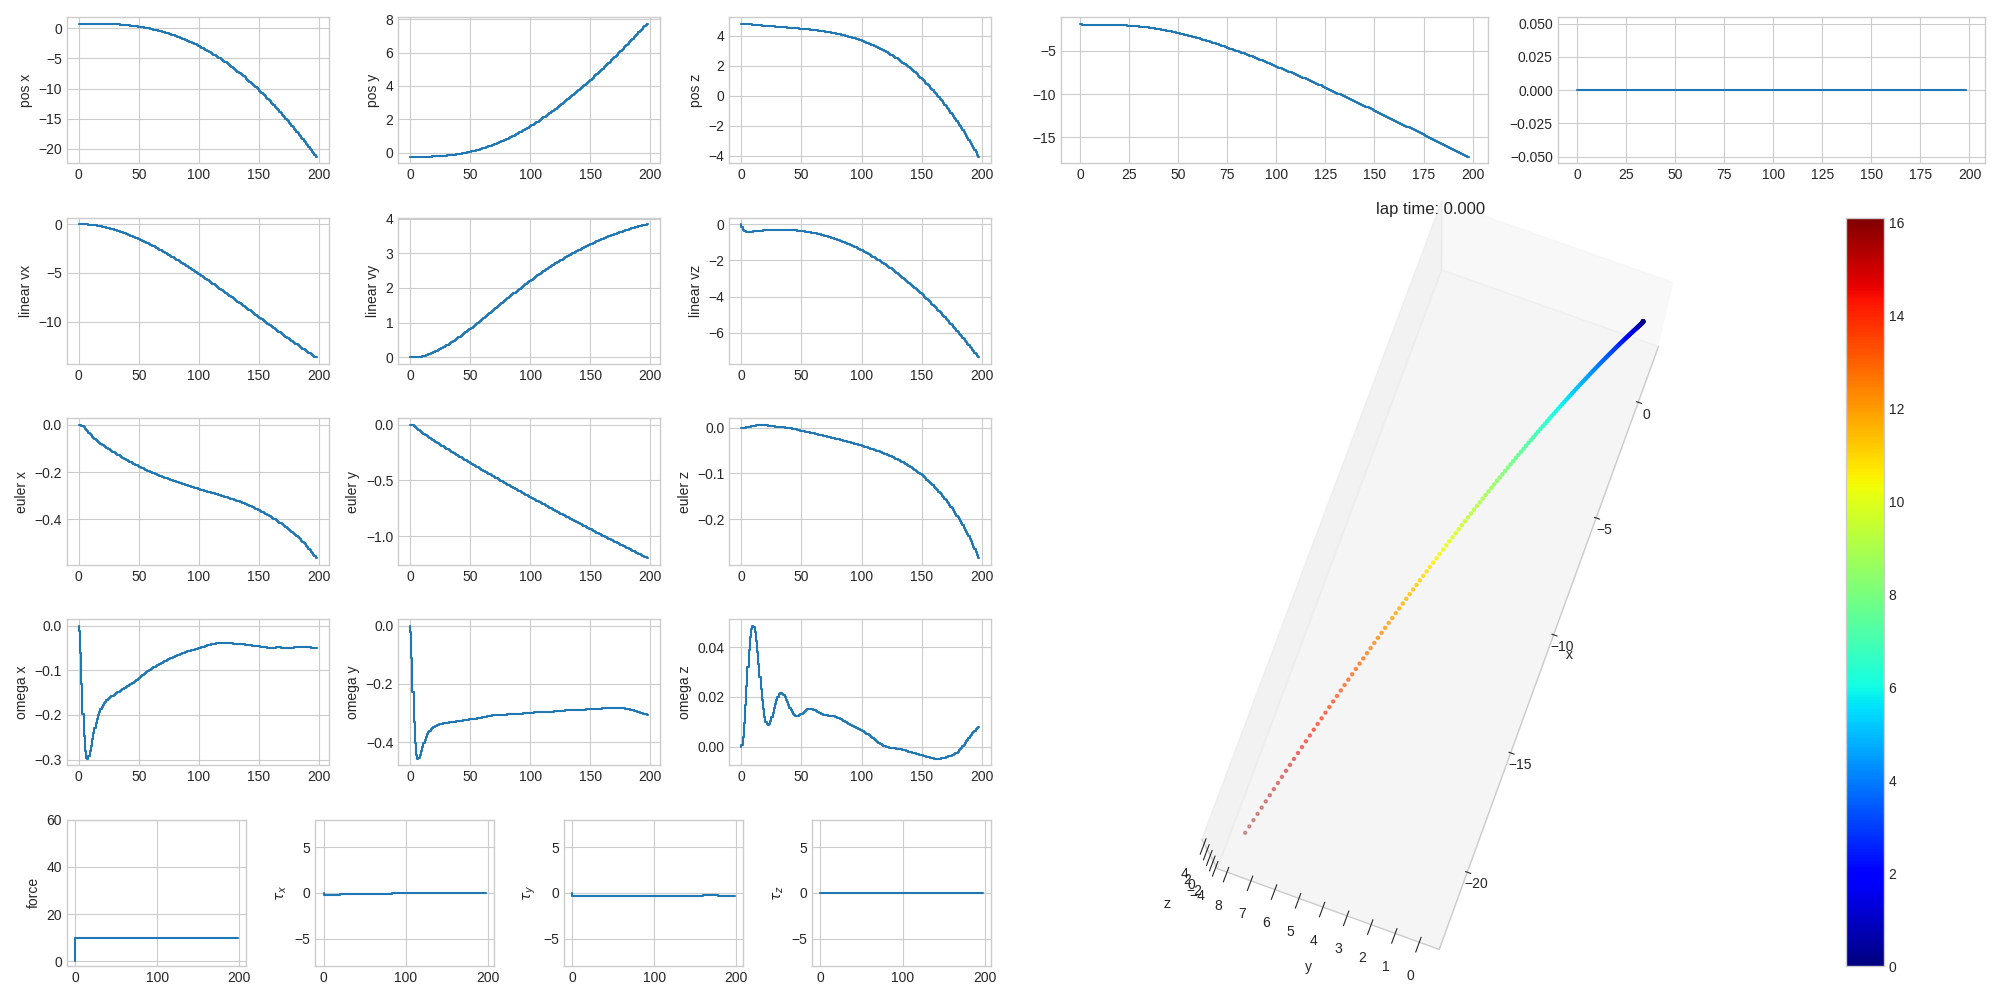 0
−5
−10
−15
−20
pos x
0 50 100 150 200
8
6
4
2
0
pos y
0 50 100 150 200
4
2
0
−2
−4
pos z
0 50 100 150 200
−5
−10
−15
0 25 50 75 100 125 150 175 200
0.050
0.025
0.000
−0.025
−0.050
0 25 50 75 100 125 150 175 200
0
−5
−10
linear vx
0 50 100 150 200
4
3
2
1
0
linear vy
0 50 100 150 200
0
−2
−4
−6
linear vz
0 50 100 150 200
0.0
−0.2
−0.4
euler x
0 50 100 150 200
0.0
−0.5
−1.0
euler y
0 50 100 150 200
0.0
−0.1
−0.2
euler z
0 50 100 150 200
0.0
−0.1
−0.2
−0.3
omega x
0 50 100 150 200
0.0
−0.2
−0.4
omega y
0 50 100 150 200
0.04
0.02
0.00
omega z
0 50 100 150 200
60
40
20
0
force
0 100 200
5
0
−5
τx
0 100 200
5
0
−5
τy
0 100 200
5
0
−5
τz
0 100 200
lap time: 0.000
0
−5
−10
x
−15
−20
4
2
0
−2
−4
z
8 7 6 5 4 3 2 1 0
y
16
14
12
10
8
6
4
2
0